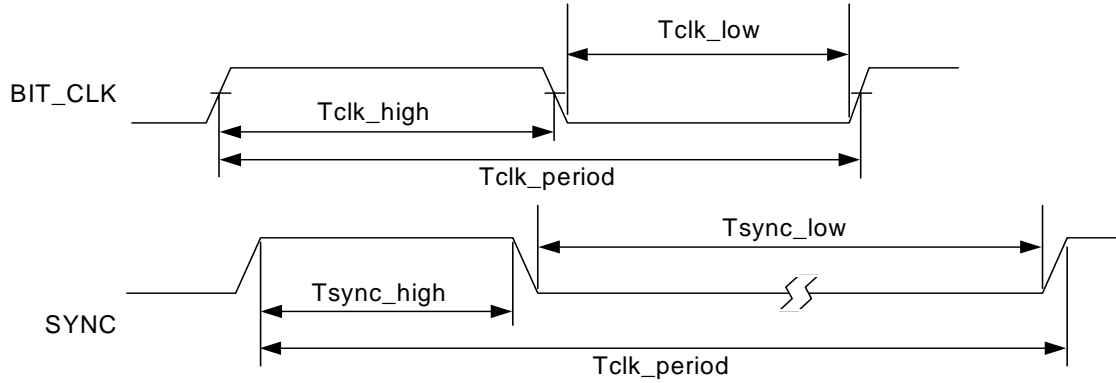 Tclk_low
BIT_CLK
Tclk_high
Tclk_period
Tsync_low
Tsync_high
SYNC
Tclk_period